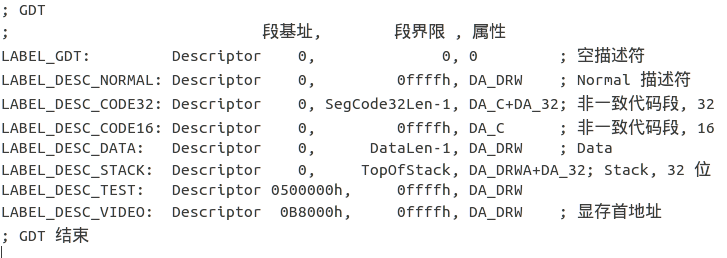 ; GDT
;                            段基址,        段界限 , 属性
LABEL_GDT:         Descriptor    0,              0, 0         ; 空描述符
LABEL_DESC_NORMAL: Descriptor    0,         0ffffh, DA_DRW    ; Normal 描述符
LABEL_DESC_CODE32: Descriptor    0, SegCode32Len-1, DA_C+DA_32; 非一致代码段, 32
LABEL_DESC_CODE16: Descriptor    0,         0ffffh, DA_C      ; 非一致代码段, 16
LABEL_DESC_DATA:   Descriptor    0,      DataLen-1, DA_DRW    ; Data
LABEL_DESC_STACK:  Descriptor    0,     TopOfStack, DA_DRWA+DA_32; Stack, 32 位
LABEL_DESC_TEST:   Descriptor 0500000h,     0ffffh, DA_DRW
LABEL_DESC_VIDEO:  Descriptor  0B8000h,     0ffffh, DA_DRW    ; 显存首地址
; GDT 结束